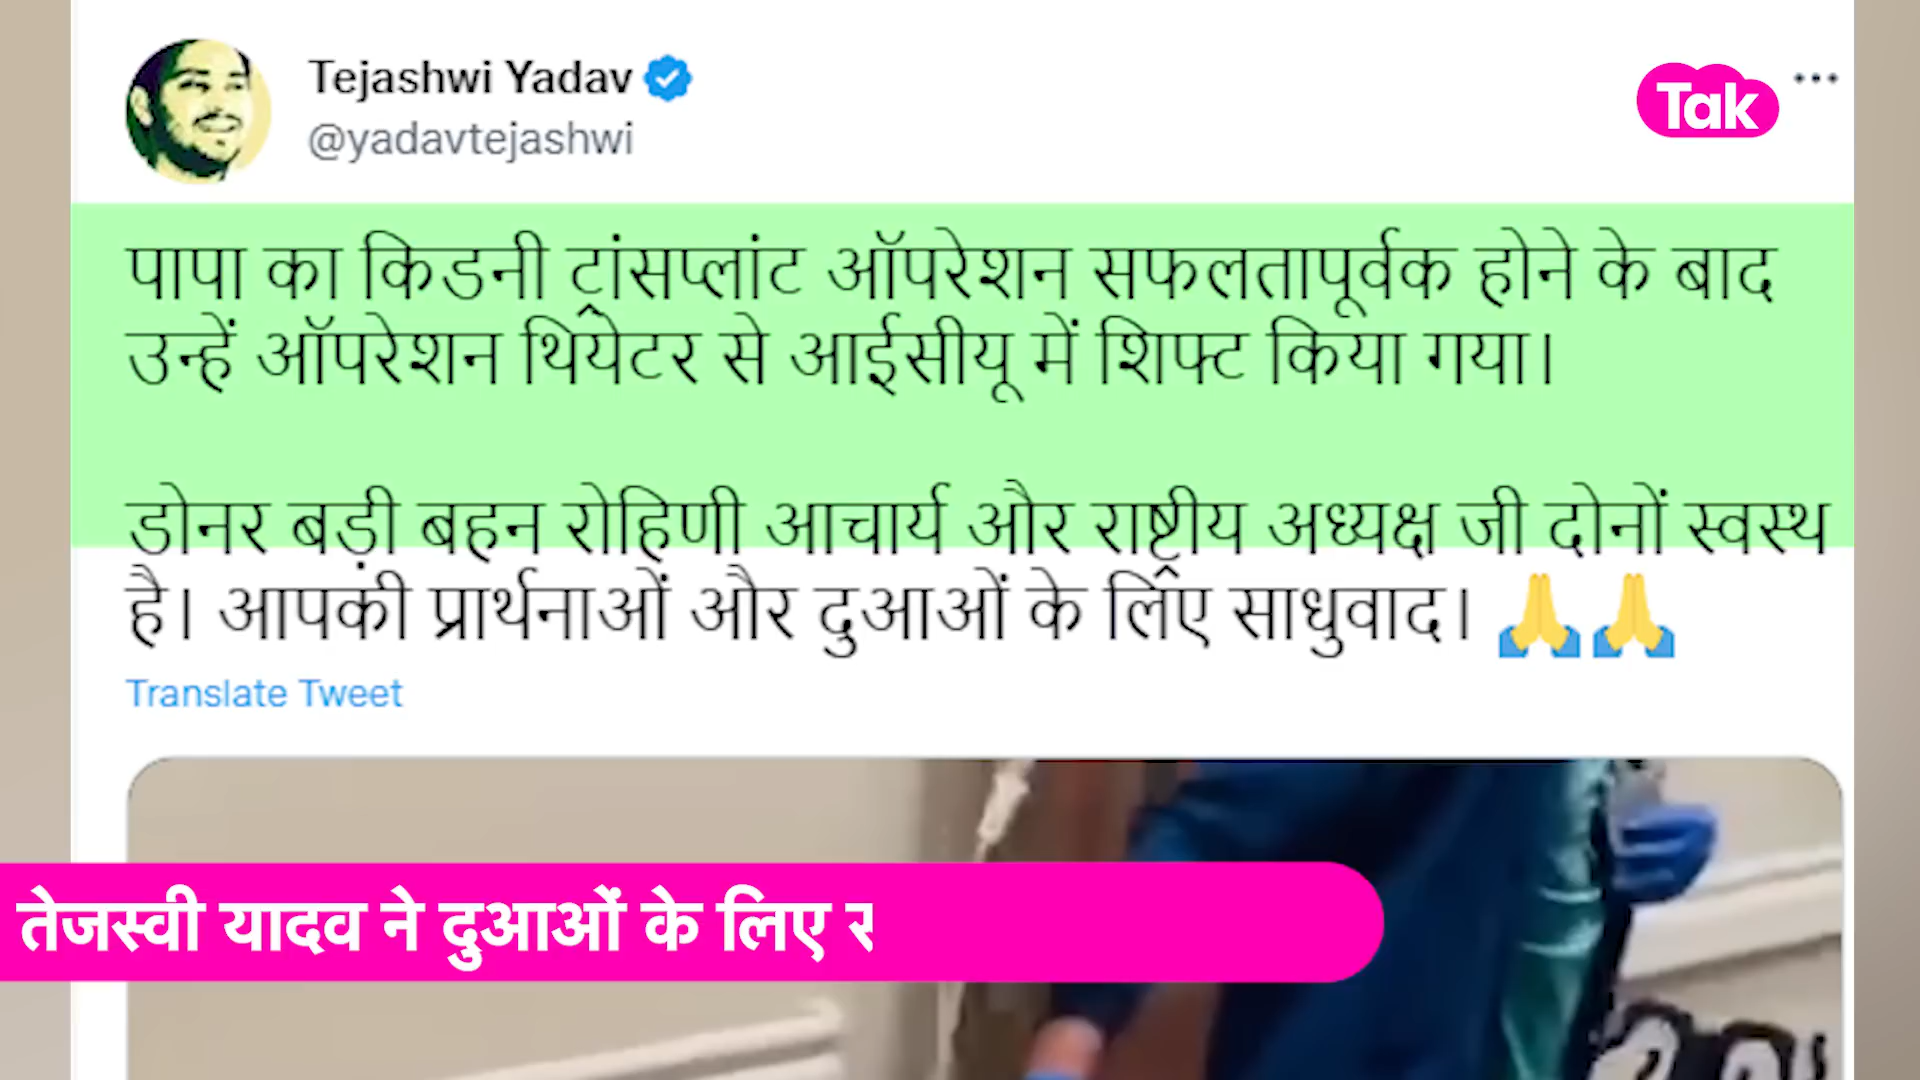 Tejashwi Yadav
@yadavtejashwi
Tak
पापा का किडनी ट्रांसप्लांट ऑपरेशन सफलतापूर्वक होने के बाद
उन्हें ऑपरेशन थियेटर से आईसीयू में शिफ्ट किया गया।
डोनर बड़ी बहन रोहिणी आचार्य और राष्ट्रीय अध्यक्ष जी दोनों स्वस्थ
है। आपकी प्रार्थनाओं और दुआओं के लिए साधुवाद। 🙏🙏
Translate Tweet
तेजस्वी यादव ने दुआओं के लिए